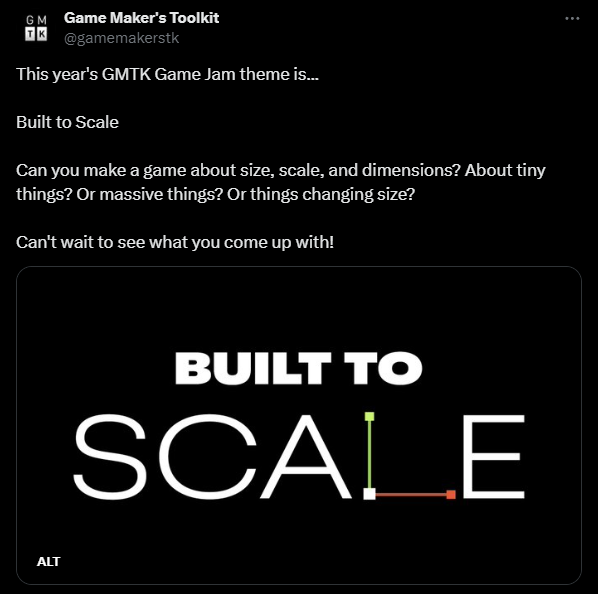 GM
TK
Game Maker's Toolkit
@gamemakerstk
This year's GMTK Game Jam theme is...
Built to Scale
Can you make a game about size, scale, and dimensions? About tiny
things? Or massive things? Or things changing size?
Can't wait to see what you come up with!
BUILT TO
SCALE
ALT